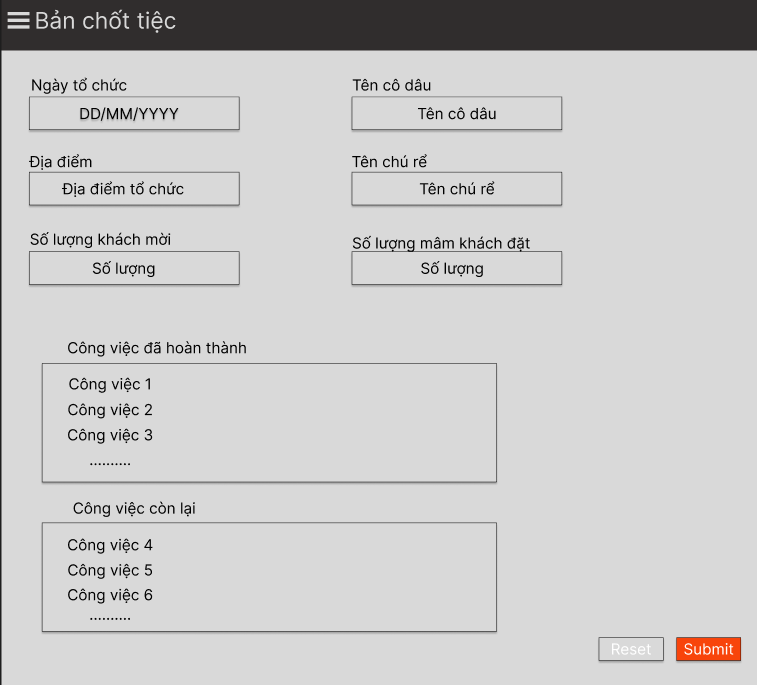 Bản chốt tiệc
Ngày tổ chức
Tên cô dâu
DD/MM/YYYY
Tên cô dâu
Địa điểm
Tên chú rể
Địa điểm tổ chức
Tên chú rể
Số lượng khách mời
Số lượng mâm khách đặt
Số lượng
Số lượng
Công việc đã hoàn thành
Công việc 1
Công việc 2
Công việc 3
..........
Công việc còn lại
Công việc 4
Công việc 5
Công việc 6
..........
Reset
Submit